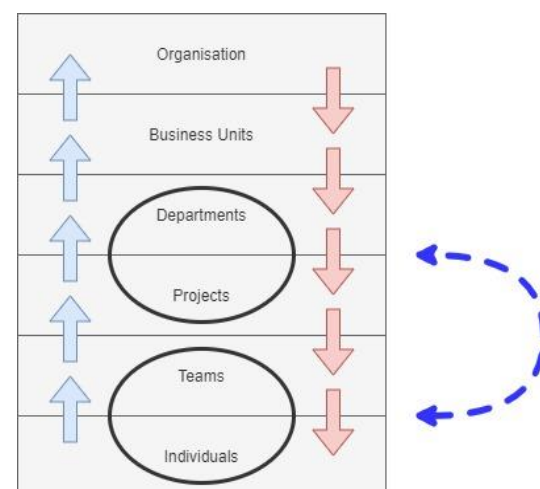 Organisation
Business Units
Departments
Projects
Teams
Individuals